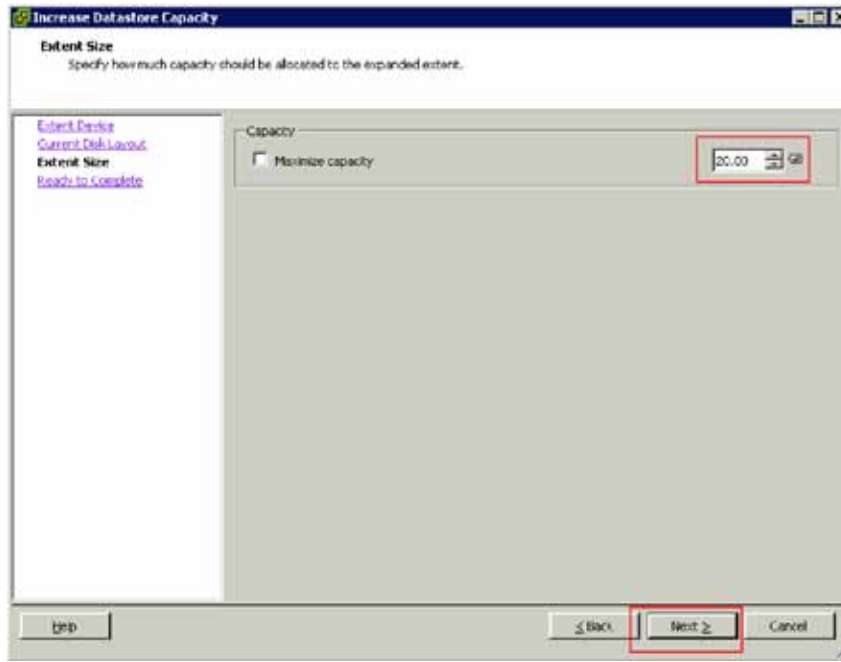 Increase Datastore Capacity
Extent Size
Specify how much capacity should be allocated to the expanded extent.
Extent Device
Current Disk Layout
Extent Size
Ready to Complete
Capacity
Maximize capacity
20.00 GB
Help
≤ Back
Next ≥
Cancel